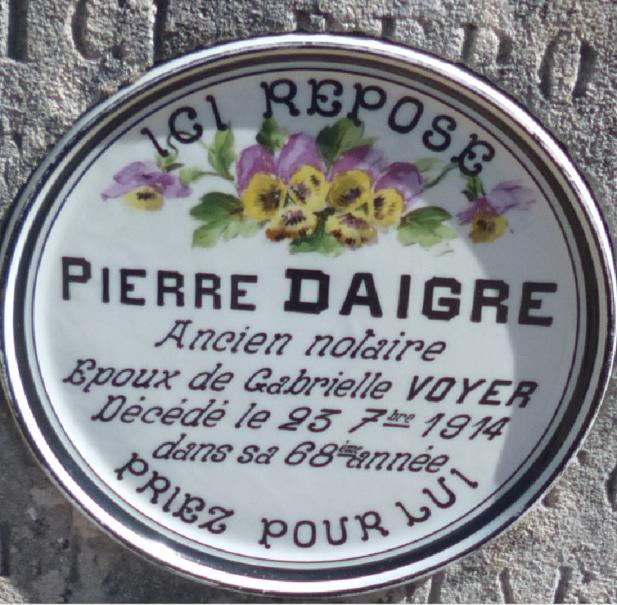 ICI REPOSE
PIERRE DAIGRE
Ancien notaire
Epoux de Gabrielle VOYER
Décédé le 23 7bre 1914
dans sa 68ème année
PRIEZ POUR LUI